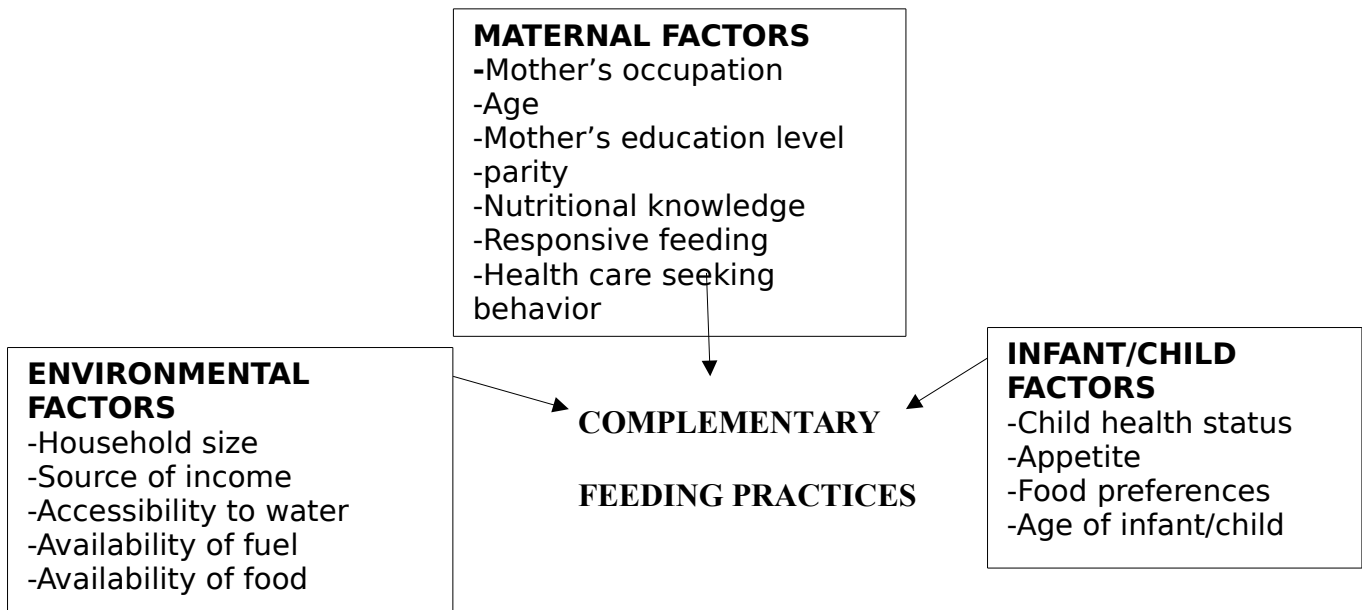 MATERNAL FACTORS
-Mother’s occupation
-Age
-Mother’s education level
-parity
-Nutritional knowledge
-Responsive feeding
-Health care seeking
behavior
ENVIRONMENTAL
FACTORS
-Household size
-Source of income
-Accessibility to water
-Availability of fuel
-Availability of food
COMPLEMENTARY
FEEDING PRACTICES
INFANT/CHILD
FACTORS
-Child health status
-Appetite
-Food preferences
-Age of infant/child